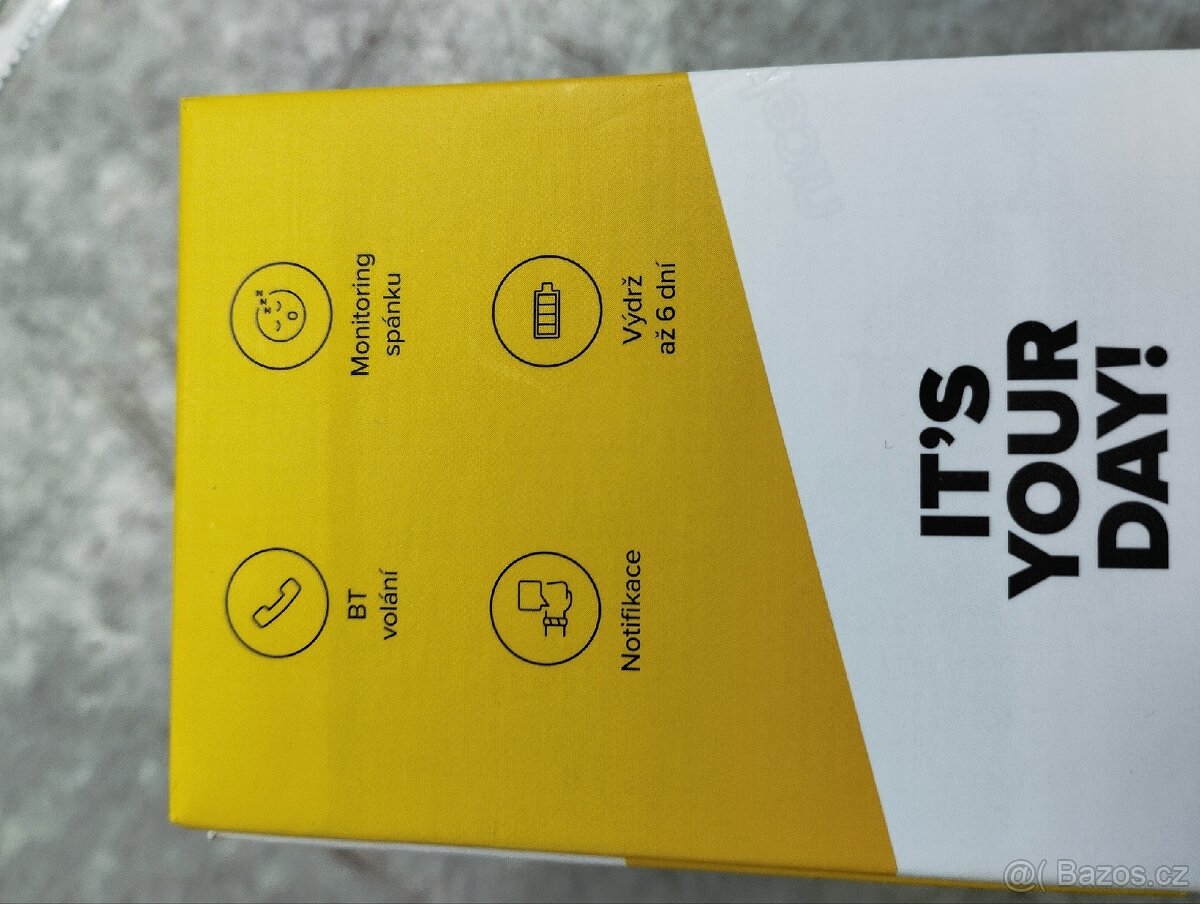 BT
volání
Monitoring
spánku
Notifikace
Výdrž
až 6 dní
IT'S
YOUR
DAY!
@( Bazos.cz